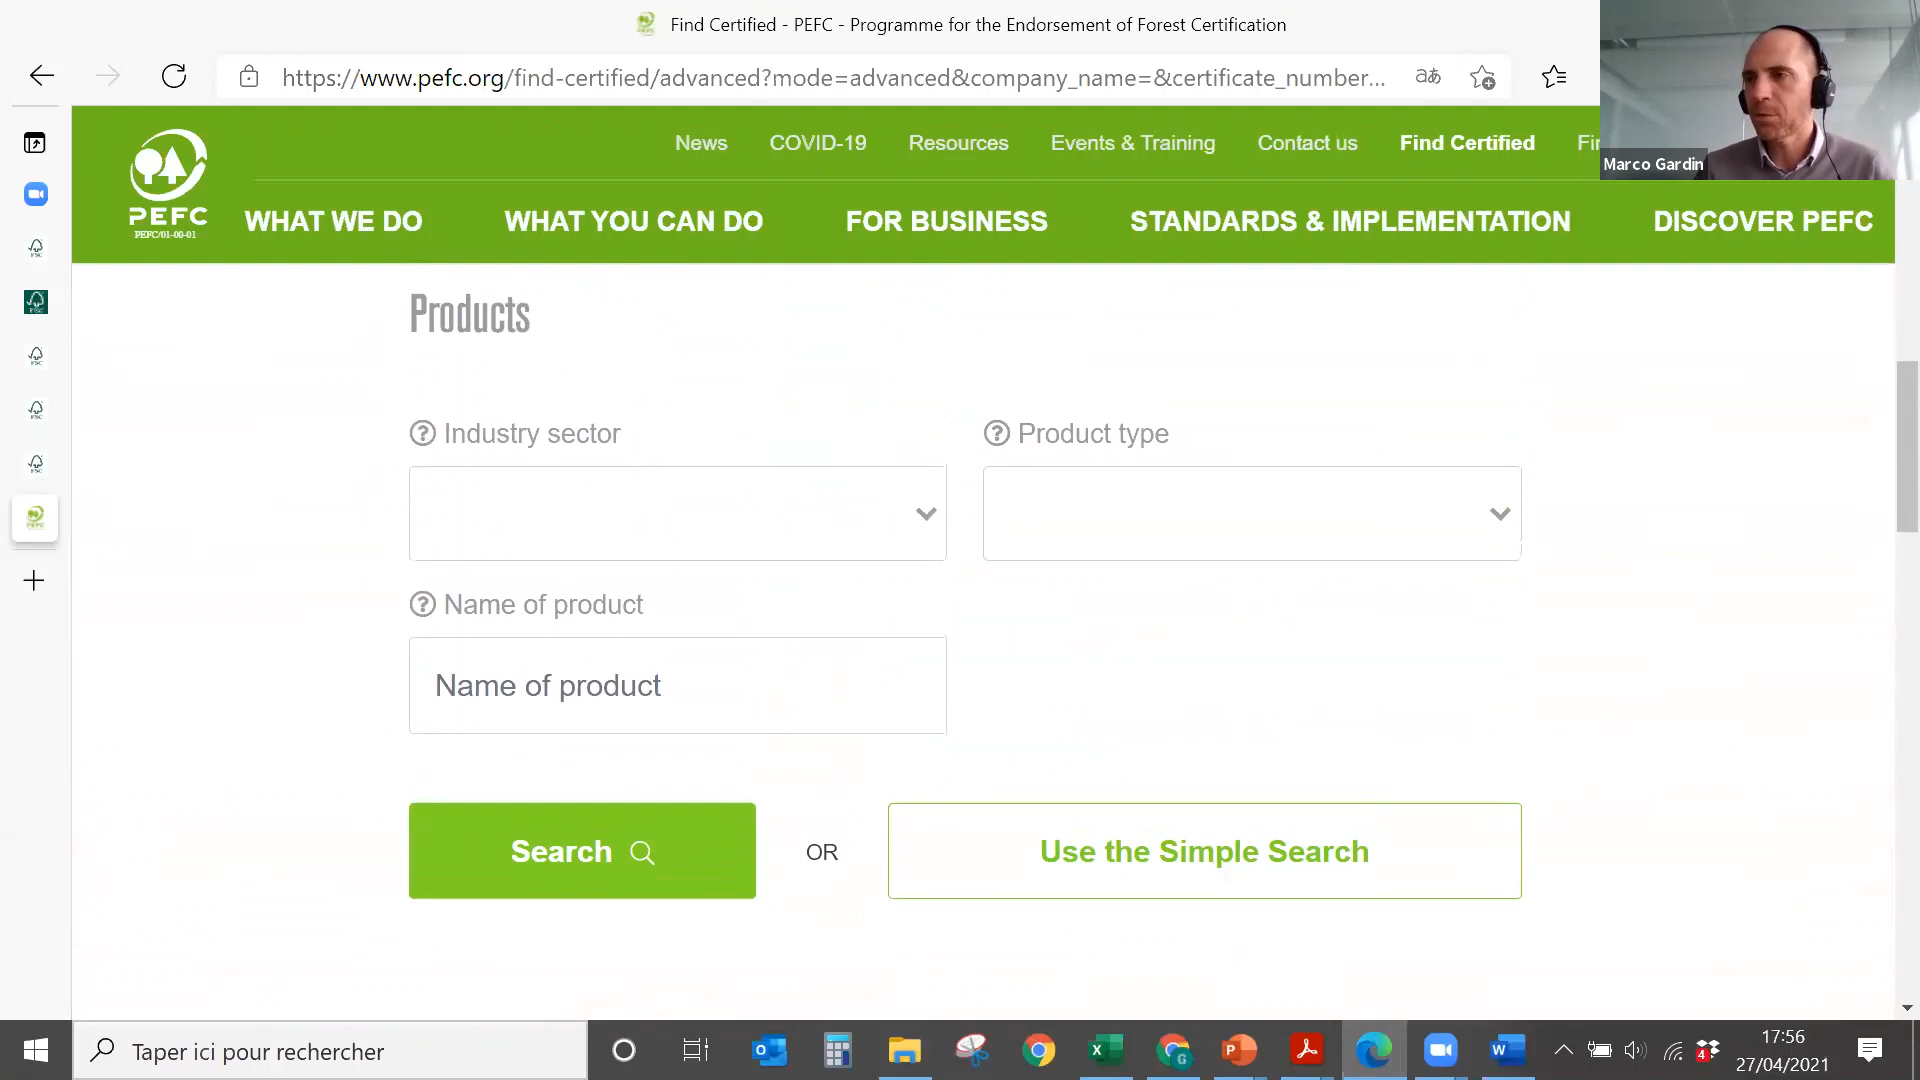 Find Certified - PEFC - Programme for the Endorsement of Forest Certification
https://www.pefc.org/find-certified/advanced?mode=advanced&company_name=&certificate_number...
News COVID-19 Resources Events & Training Contact us Find Certified
Marco Gardin
PEFC
PEFC/01-00-01
WHAT WE DO WHAT YOU CAN DO FOR BUSINESS STANDARDS & IMPLEMENTATION DISCOVER PEFC
Products
Industry sector Product type
Name of product
Name of product
Search OR Use the Simple Search
Taper ici pour rechercher
17:56
27/04/2021